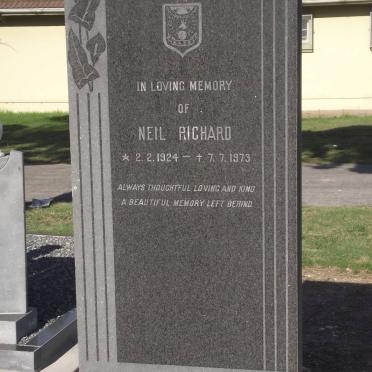 IN LOVING MEMORY
OF
NEIL RICHARD
* 2.2.1924 — + 7.7.1973
ALWAYS THOUGHTFUL LOVING AND KIND
A BEAUTIFUL MEMORY LEFT BEHIND